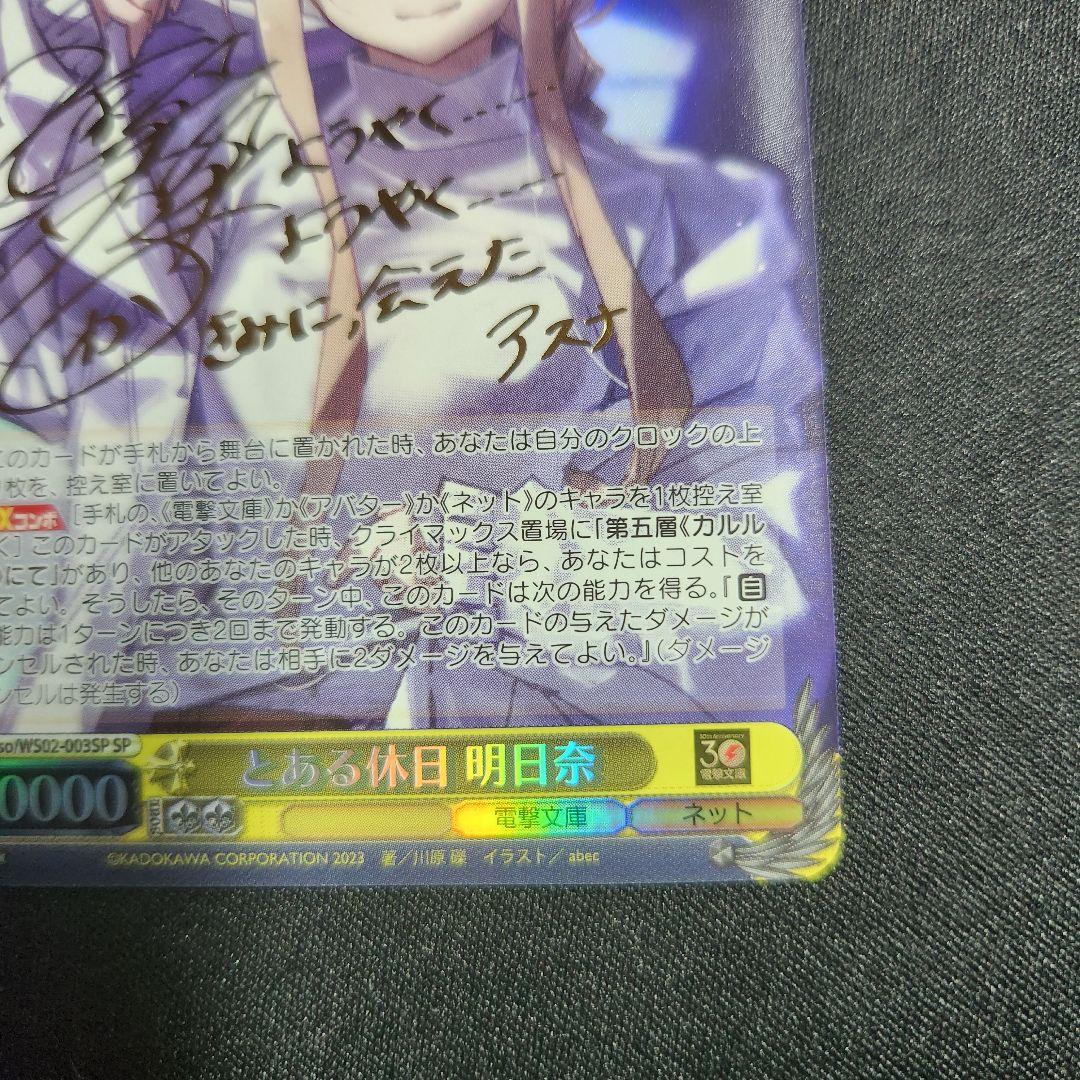 ようやく……
ようやく……
きみに、会えた
アスナ
このカードが手札から舞台に置かれた時、あなたは自分のクロックの上
枚を、控え室に置いてよい。
Xコンボ [手札の、《電撃文庫》か《アバター》か《ネット》のキャラを1枚控え室
] このカードがアタックした時、クライマックス置場に「第五層《カルル
にて」があり、他のあなたのキャラが2枚以上なら、あなたはコストを
てよい。そうしたら、そのターン中、このカードは次の能力を得る。『自
能力は1ターンにつき2回まで発動する。このカードの与えたダメージが
ンセルされた時、あなたは相手に2ダメージを与えてよい。』(ダメージ
ンセルは発生する)
so/WS02-003SP SP
とある休日 明日奈
30th Anniversary
30
電撃文庫
0000
電撃文庫
ネット
©KADOKAWA CORPORATION 2023 著/川原 礫 イラスト/abec